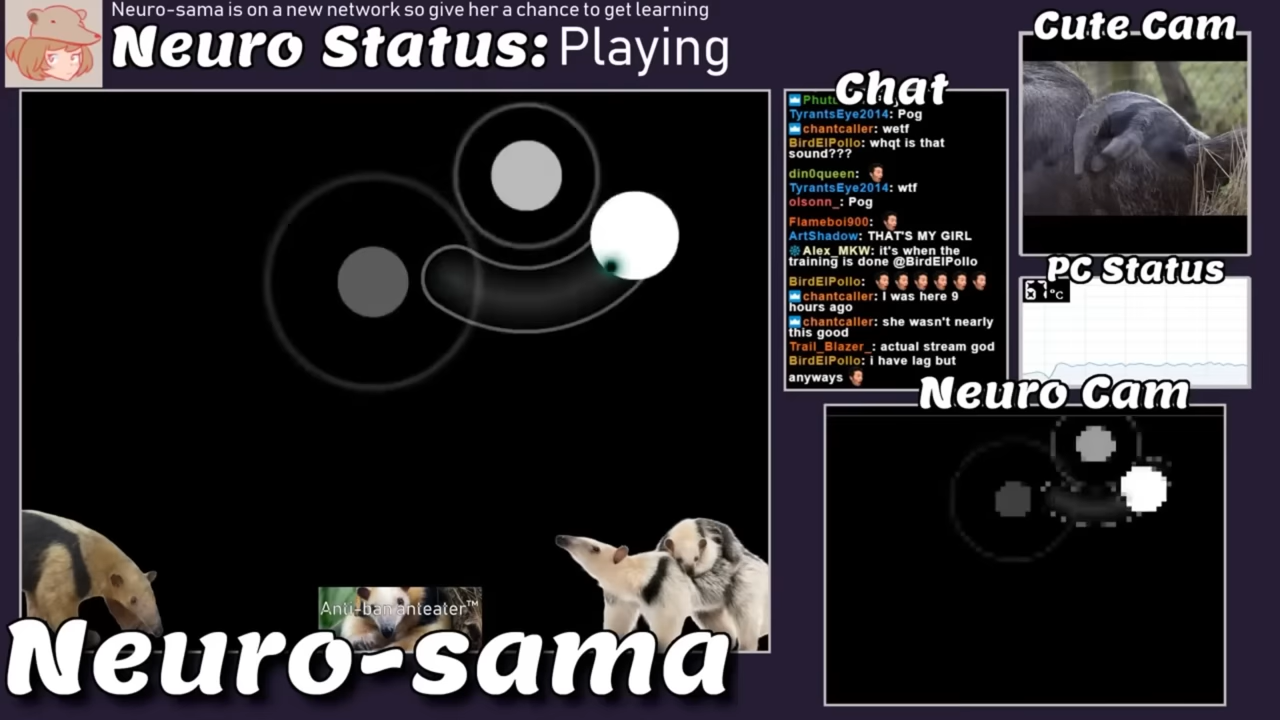 Neuro-sama is on a new network so give her a chance to get learning
Neuro Status: Playing
Cute Cam
Chat
TyrantsEye2014: Pog
chantcaller: wetf
BirdElPollo: whqt is that
sound???
din0queen:
TyrantsEye2014: wtf
olsonn_: Pog
Flameboi900:
ArtShadow: THAT'S MY GIRL
Alex_MKW: it's when the
training is done @BirdElPollo
BirdElPollo:
chantcaller: I was here 9
hours ago
chantcaller: she wasn't nearly
this good
Trail_Blazer_: actual stream god
BirdElPollo: i have lag but
anyways
PC Status
°C
Neuro Cam
Anti-ban anteater™
Neuro-sama